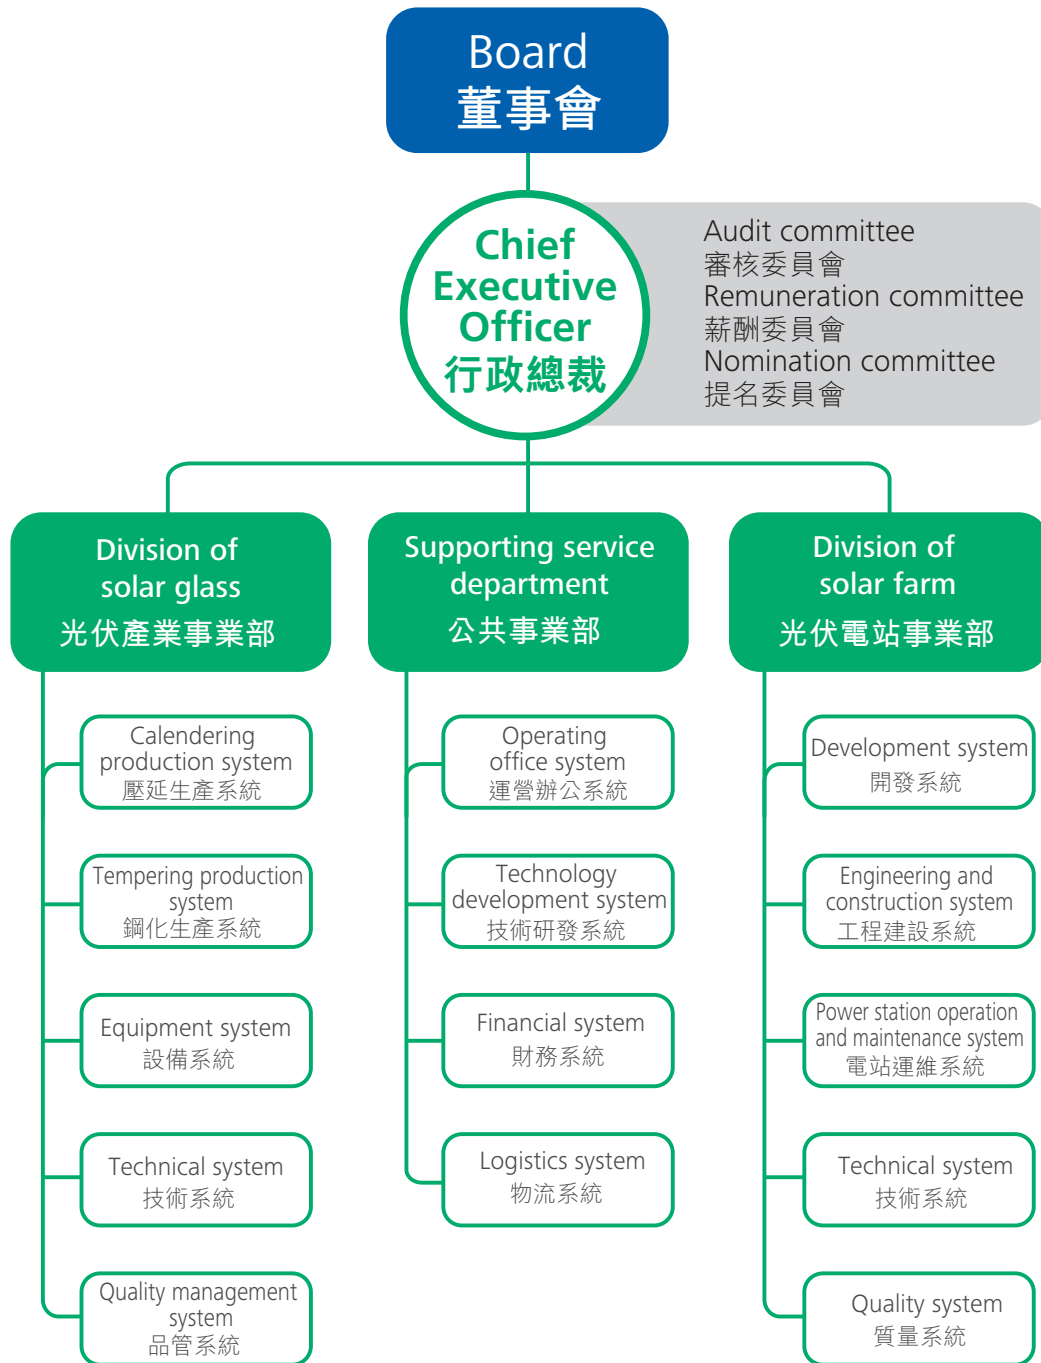 Board
董事會
Chief
Executive
Officer
行政總裁
Audit committee
審核委員會
Remuneration committee
薪酬委員會
Nomination committee
提名委員會
Division of
solar glass
光伏產業事業部
Calendering
production system
壓延生產系統
Tempering production
system
鋼化生產系統
Equipment system
設備系統
Technical system
技術系統
Quality management
system
品管系統
Supporting service
department
公共事業部
Operating
office system
運營辦公系統
Technology
development system
技術研發系統
Financial system
財務系統
Logistics system
物流系統
Division of
solar farm
光伏電站事業部
Development system
開發系統
Engineering and
construction system
工程建設系統
Power station operation
and maintenance system
電站運維系統
Technical system
技術系統
Quality system
質量系統